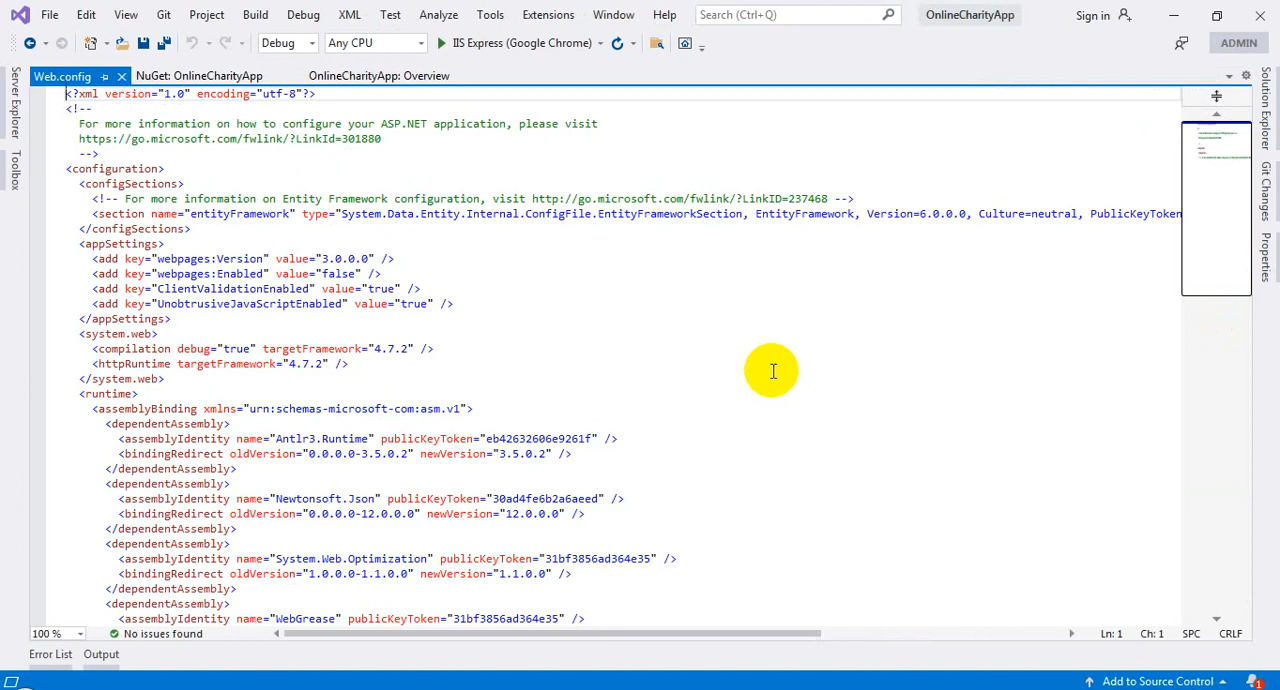 File Edit View Git Project Build Debug XML Test Analyze Tools Extensions Window Help Search (Ctrl+Q) OnlineCharityApp Sign in
Debug Any CPU IIS Express (Google Chrome) ADMIN
Web.config NuGet: OnlineCharityApp OnlineCharityApp: Overview
<?xml version="1.0" encoding="utf-8"?>
<!--
For more information on how to configure your ASP.NET application, please visit
https://go.microsoft.com/fwlink/?LinkId=301880
-->
<configuration>
<configSections>
<!-- For more information on Entity Framework configuration, visit http://go.microsoft.com/fwlink/?LinkID=237468 -->
<section name="entityFramework" type="System.Data.Entity.Internal.ConfigFile.EntityFrameworkSection, EntityFramework, Version=6.0.0.0, Culture=neutral, PublicKeyToken
</configSections>
<appSettings>
<add key="webpages:Version" value="3.0.0.0" />
<add key="webpages:Enabled" value="false" />
<add key="ClientValidationEnabled" value="true" />
<add key="UnobtrusiveJavaScriptEnabled" value="true" />
</appSettings>
<system.web>
<compilation debug="true" targetFramework="4.7.2" />
<httpRuntime targetFramework="4.7.2" />
</system.web>
<runtime>
<assemblyBinding xmlns="urn:schemas-microsoft-com:asm.v1">
<dependentAssembly>
<assemblyIdentity name="Antlr3.Runtime" publicKeyToken="eb42632606e9261f" />
<bindingRedirect oldVersion="0.0.0.0-3.5.0.2" newVersion="3.5.0.2" />
</dependentAssembly>
<dependentAssembly>
<assemblyIdentity name="Newtonsoft.Json" publicKeyToken="30ad4fe6b2a6aeed" />
<bindingRedirect oldVersion="0.0.0.0-12.0.0.0" newVersion="12.0.0.0" />
</dependentAssembly>
<dependentAssembly>
<assemblyIdentity name="System.Web.Optimization" publicKeyToken="31bf3856ad364e35" />
<bindingRedirect oldVersion="1.0.0.0-1.1.0.0" newVersion="1.1.0.0" />
</dependentAssembly>
<dependentAssembly>
<assemblyIdentity name="WebGrease" publicKeyToken="31bf3856ad364e35" />
100 % No issues found Ln: 1 Ch: 1 SPC CRLF
Error List Output
Add to Source Control 1
Server Explorer
Toolbox
Solution Explorer
Git Changes
Properties